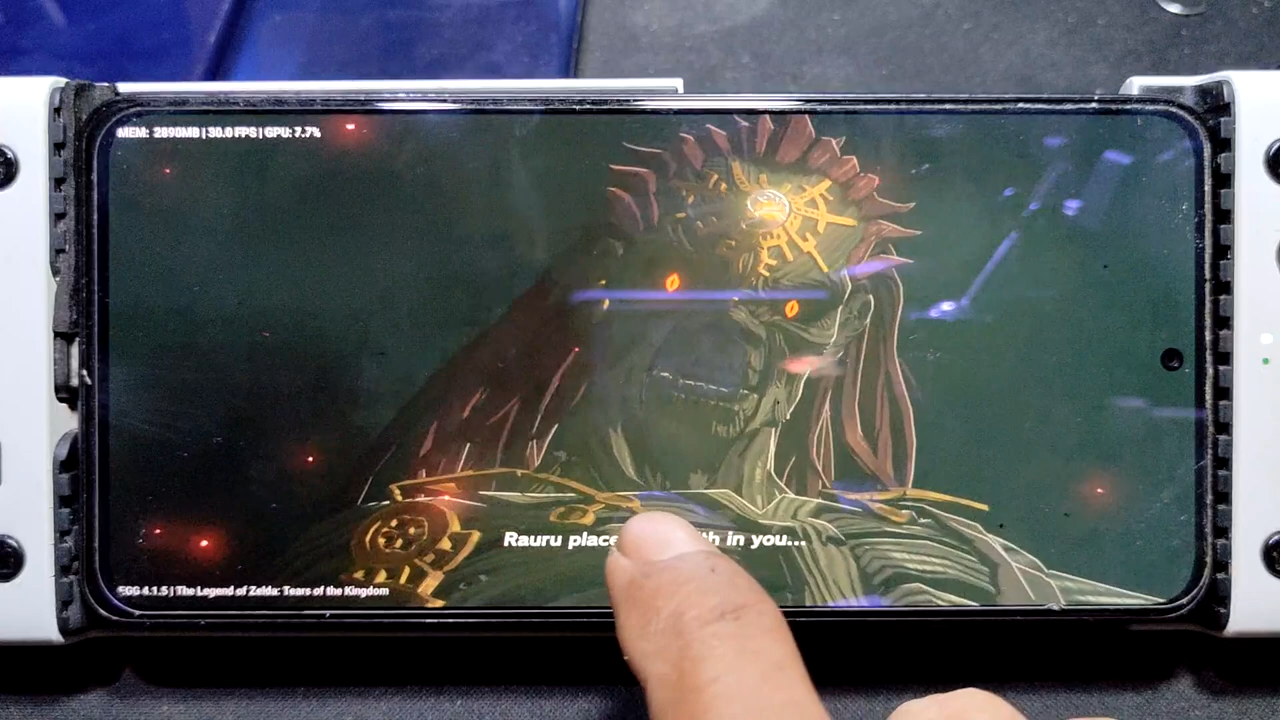 MEM: 2890MB | 30.0 FPS | GPU: 7.7%
Rauru place th in you...
EGG 4.1.5 | The Legend of Zelda: Tears of the Kingdom